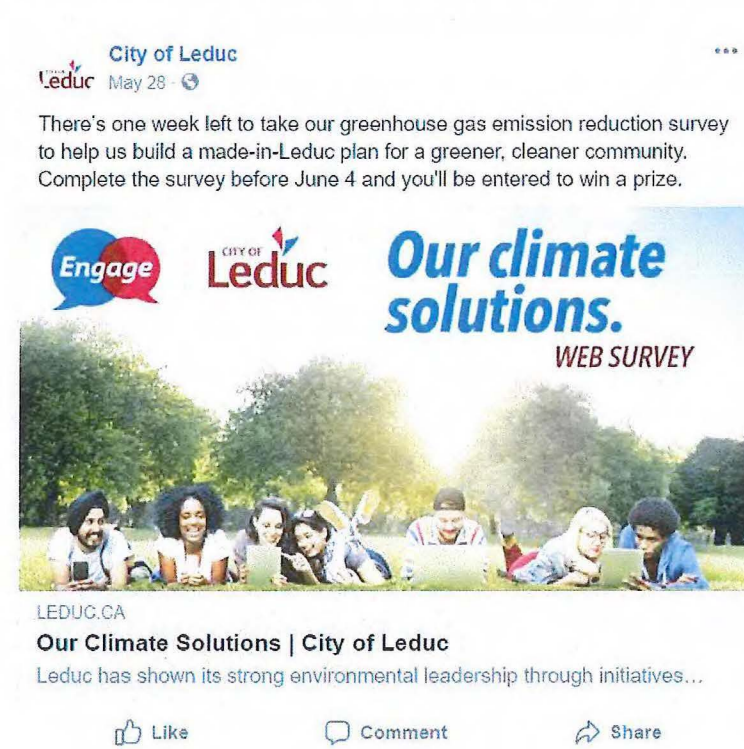 City of Leduc
Leduc May 28
There's one week left to take our greenhouse gas emission reduction survey
to help us build a made-in-Leduc plan for a greener, cleaner community.
Complete the survey before June 4 and you'll be entered to win a prize.
Engage
CITY OF
Leduc
Our climate
solutions.
WEB SURVEY
LEDUC.CA
Our Climate Solutions | City of Leduc
Leduc has shown its strong environmental leadership through initiatives...
Like Comment Share